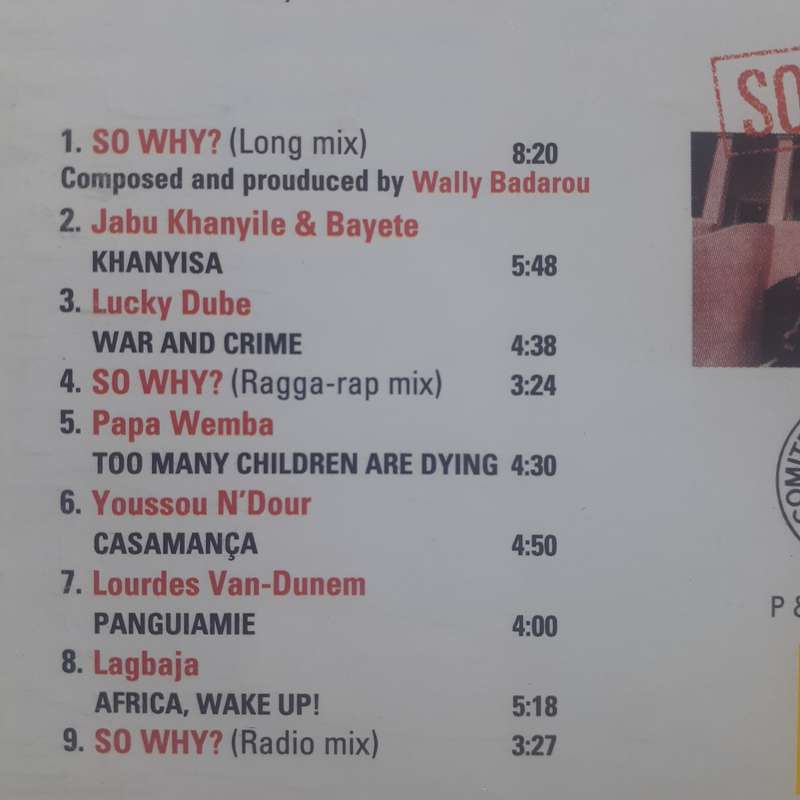 1. SO WHY? (Long mix) 8:20
Composed and prouduced by Wally Badarou
2. Jabu Khanyile & Bayete
KHANYISA 5:48
3. Lucky Dube
WAR AND CRIME 4:38
4. SO WHY? (Ragga-rap mix) 3:24
5. Papa Wemba
TOO MANY CHILDREN ARE DYING 4:30
6. Youssou N'Dour
CASAMANÇA 4:50
7. Lourdes Van-Dunem
PANGUIAMIE 4:00
8. Lagbaja
AFRICA, WAKE UP! 5:18
9. SO WHY? (Radio mix) 3:27
SO
COMIT
P &